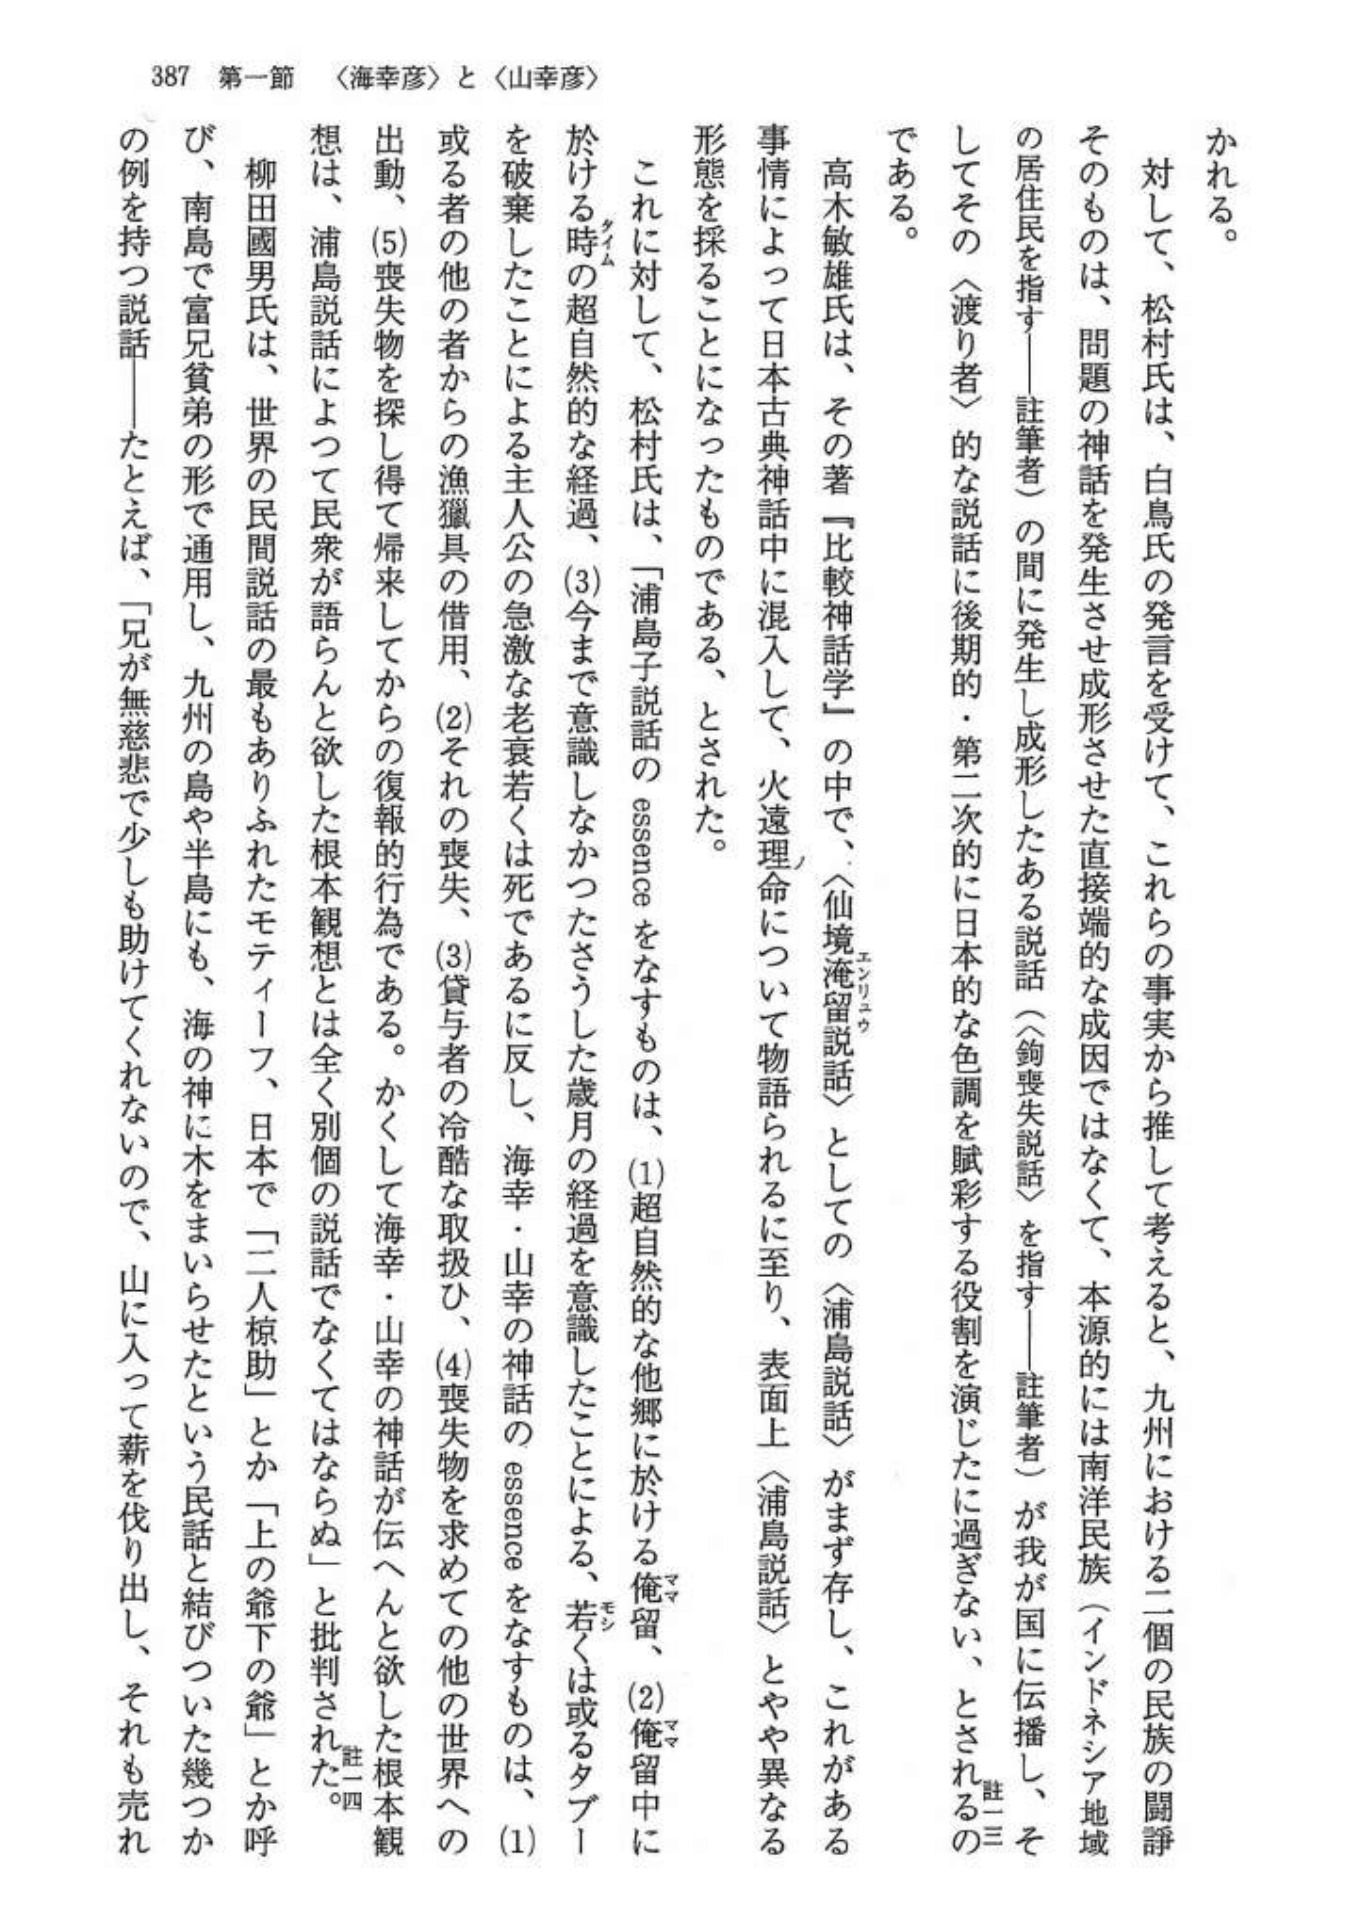 387　第一節　〈海幸彦〉と〈山幸彦〉
かれる。
　対して、松村氏は、白鳥氏の発言を受けて、これらの事実から推して考えると、九州における二個の民族の闘諍
そのものは、問題の神話を発生させ成形させた直接端的な成因ではなくて、本源的には南洋民族（インドネシア地域
の居住民を指す――註筆者）の間に発生し成形したある説話（〈鉤喪失説話〉を指す――註筆者）が我が国に伝播し、そ
してその〈渡り者〉的な説話に後期的・第二次的に日本的な色調を賦彩する役割を演じたに過ぎない、とされるの註一三
である。
　高木敏雄氏は、その著『比較神話学』の中で、〈仙境淹留エンリュウ説話〉としての〈浦島説話〉がまず存し、これがある
事情によって日本古典神話中に混入して、火遠理ノ命について物語られるに至り、表面上〈浦島説話〉とやや異なる
形態を採ることになったものである、とされた。
　これに対して、松村氏は、「浦島子説話の essence をなすものは、(1)超自然的な他郷に於ける俺ママ留、(2)俺ママ留中に
於ける時タイムの超自然的な経過、(3)今まで意識しなかつたさうした歳月の経過を意識したことによる、若モシくは或るタブー
を破棄したことによる主人公の急激な老衰若くは死であるに反し、海幸・山幸の神話の essence をなすものは、(1)
或る者の他の者からの漁獵具の借用、(2)それの喪失、(3)貸与者の冷酷な取扱ひ、(4)喪失物を求めての他の世界への
出動、(5)喪失物を探し得て帰来してからの復報的行為である。かくして海幸・山幸の神話が伝へんと欲した根本観
想は、浦島説話によつて民衆が語らんと欲した根本観想とは全く別個の説話でなくてはならぬ」と批判された。註一四
　柳田國男氏は、世界の民間説話の最もありふれたモティーフ、日本で「二人椋助」とか「上の爺下の爺」とか呼
び、南島で富兄貧弟の形で通用し、九州の島や半島にも、海の神に木をまいらせたという民話と結びついた幾つか
の例を持つ説話――たとえば、「兄が無慈悲で少しも助けてくれないので、山に入って薪を伐り出し、それも売れ